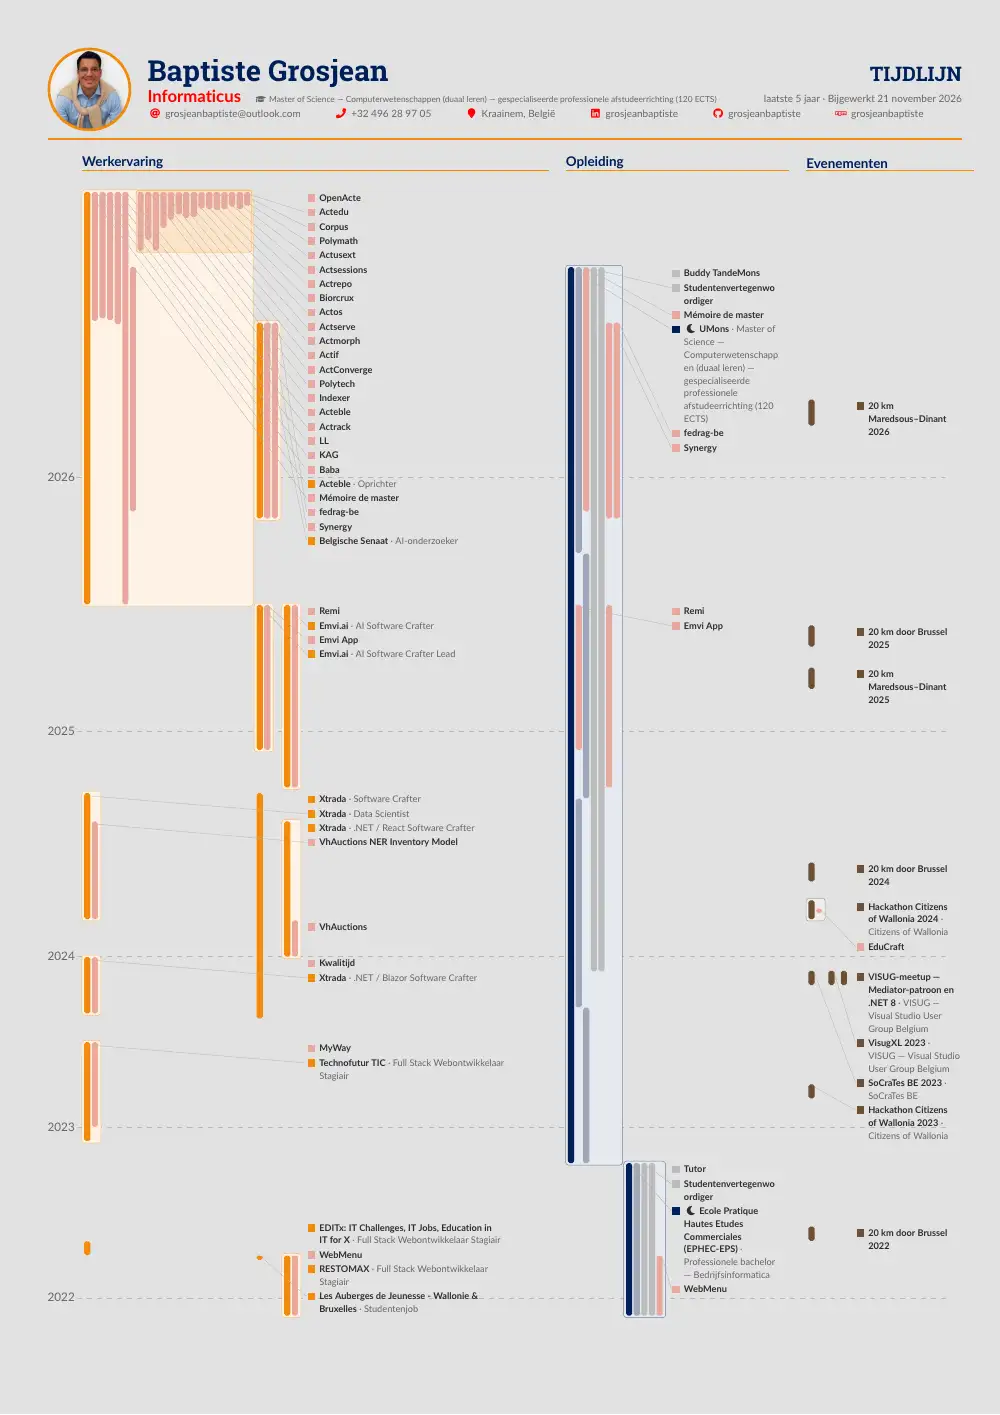 Baptiste Grosjean
TIJDLIJN
Informaticus
Master of Science — Computerwetenschappen (duaal leren) — gespecialiseerde professionele afstudeerrichting (120 ECTS)
laatste 5 jaar · Bijgewerkt 21 november 2026
grosjeanbaptiste@outlook.com
+32 496 28 97 05
Kraainem, België
grosjeanbaptiste
grosjeanbaptiste
grosjeanbaptiste
Werkervaring
OpenActe
Actedu
Corpus
Polymath
Actusext
Actsessions
Actrepo
Biorcrux
Actos
Actserve
Actmorph
Actif
ActConverge
Polytech
Indexer
Acteble
Actrack
LL
KAG
Baba
2026
Acteble · Oprichter
Mémoire de master
fedrag-be
Synergy
Belgische Senaat · AI-onderzoeker
Remi
Emvi.ai · AI Software Crafter
Emvi App
Emvi.ai · AI Software Crafter Lead
2025
Xtrada · Software Crafter
Xtrada · Data Scientist
Xtrada · .NET / React Software Crafter
VhAuctions NER Inventory Model
VhAuctions
2024
Kwalitijd
Xtrada · .NET / Blazor Software Crafter
MyWay
Technofutur TIC · Full Stack Webontwikkelaar
Stagiair
2023
EDITx: IT Challenges, IT Jobs, Education in
IT for X · Full Stack Webontwikkelaar Stagiair
WebMenu
RESTOMAX · Full Stack Webontwikkelaar
Stagiair
2022
Les Auberges de Jeunesse - Wallonie &
Bruxelles · Studentenjob
Opleiding
Buddy TandeMons
Studentenvertegenwo
ordiger
Mémoire de master
UMons · Master of
Science —
Computerwetenschapp
en (duaal leren) —
gespecialiseerde
professionele
afstudeerrichting (120
ECTS)
fedrag-be
Synergy
Remi
Emvi App
Tutor
Studentenvertegenwo
ordiger
Ecole Pratique
Hautes Etudes
Commerciales
(EPHEC-EPS) ·
Professionele bachelor
— Bedrijfsinformatica
WebMenu
Evenementen
20 km
Maredsous–Dinant
2026
20 km door Brussel
2025
20 km
Maredsous–Dinant
2025
20 km door Brussel
2024
Hackathon Citizens
of Wallonia 2024 ·
Citizens of Wallonia
EduCraft
VISUG-meetup —
Mediator-patroon en
.NET 8 · VISUG —
Visual Studio User
Group Belgium
VisugXL 2023 ·
VISUG — Visual Studio
User Group Belgium
SoCraTes BE 2023 ·
SoCraTes BE
Hackathon Citizens
of Wallonia 2023 ·
Citizens of Wallonia
20 km door Brussel
2022